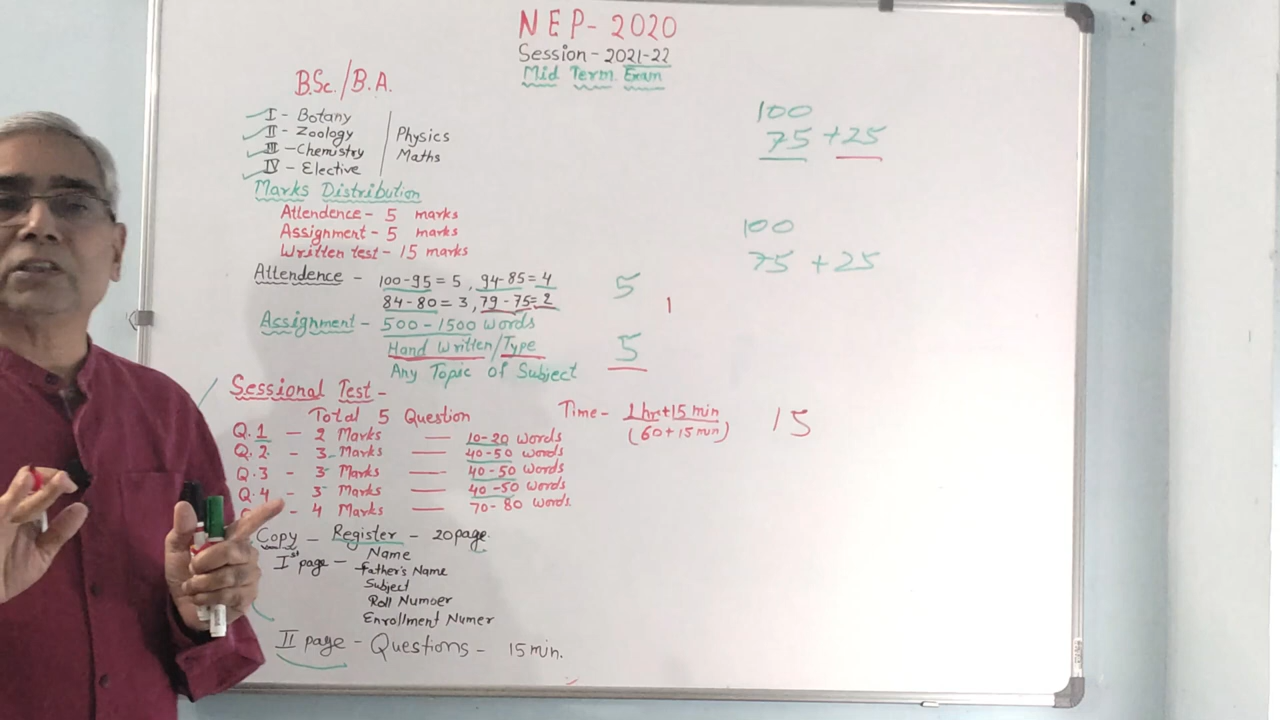 NEP- 2020
Session - 2021-22
Mid Term Exam
B.Sc./B.A.
I - Botany
II - Zoology
III - Chemistry
IV - Elective
Physics
Maths
Marks Distribution
Attendence - 5 marks
Assignment - 5 marks
Written test - 15 marks
Attendence - 100-95 = 5, 94-85 = 4
84-80 = 3, 79-75 = 2
Assignment - 500-1500 words
Hand Written/Type
Any Topic of Subject
5
1
5
Sessional Test -
Total 5 Question
Q.1 - 2 Marks — 10-20 words
Q.2 - 3 Marks — 40-50 words
Q.3 - 3 Marks — 40-50 words
Q.4 - 3 Marks — 40-50 words
- 4 Marks — 70-80 words
Time - 1 hr+15 min
(60+15 min)
15
Copy - Register - 20 page
Ist page - Name
Father's Name
Subject
Roll Number
Enrollment Numer
II page - Questions - 15 min.
100
75 + 25
100
75 + 25